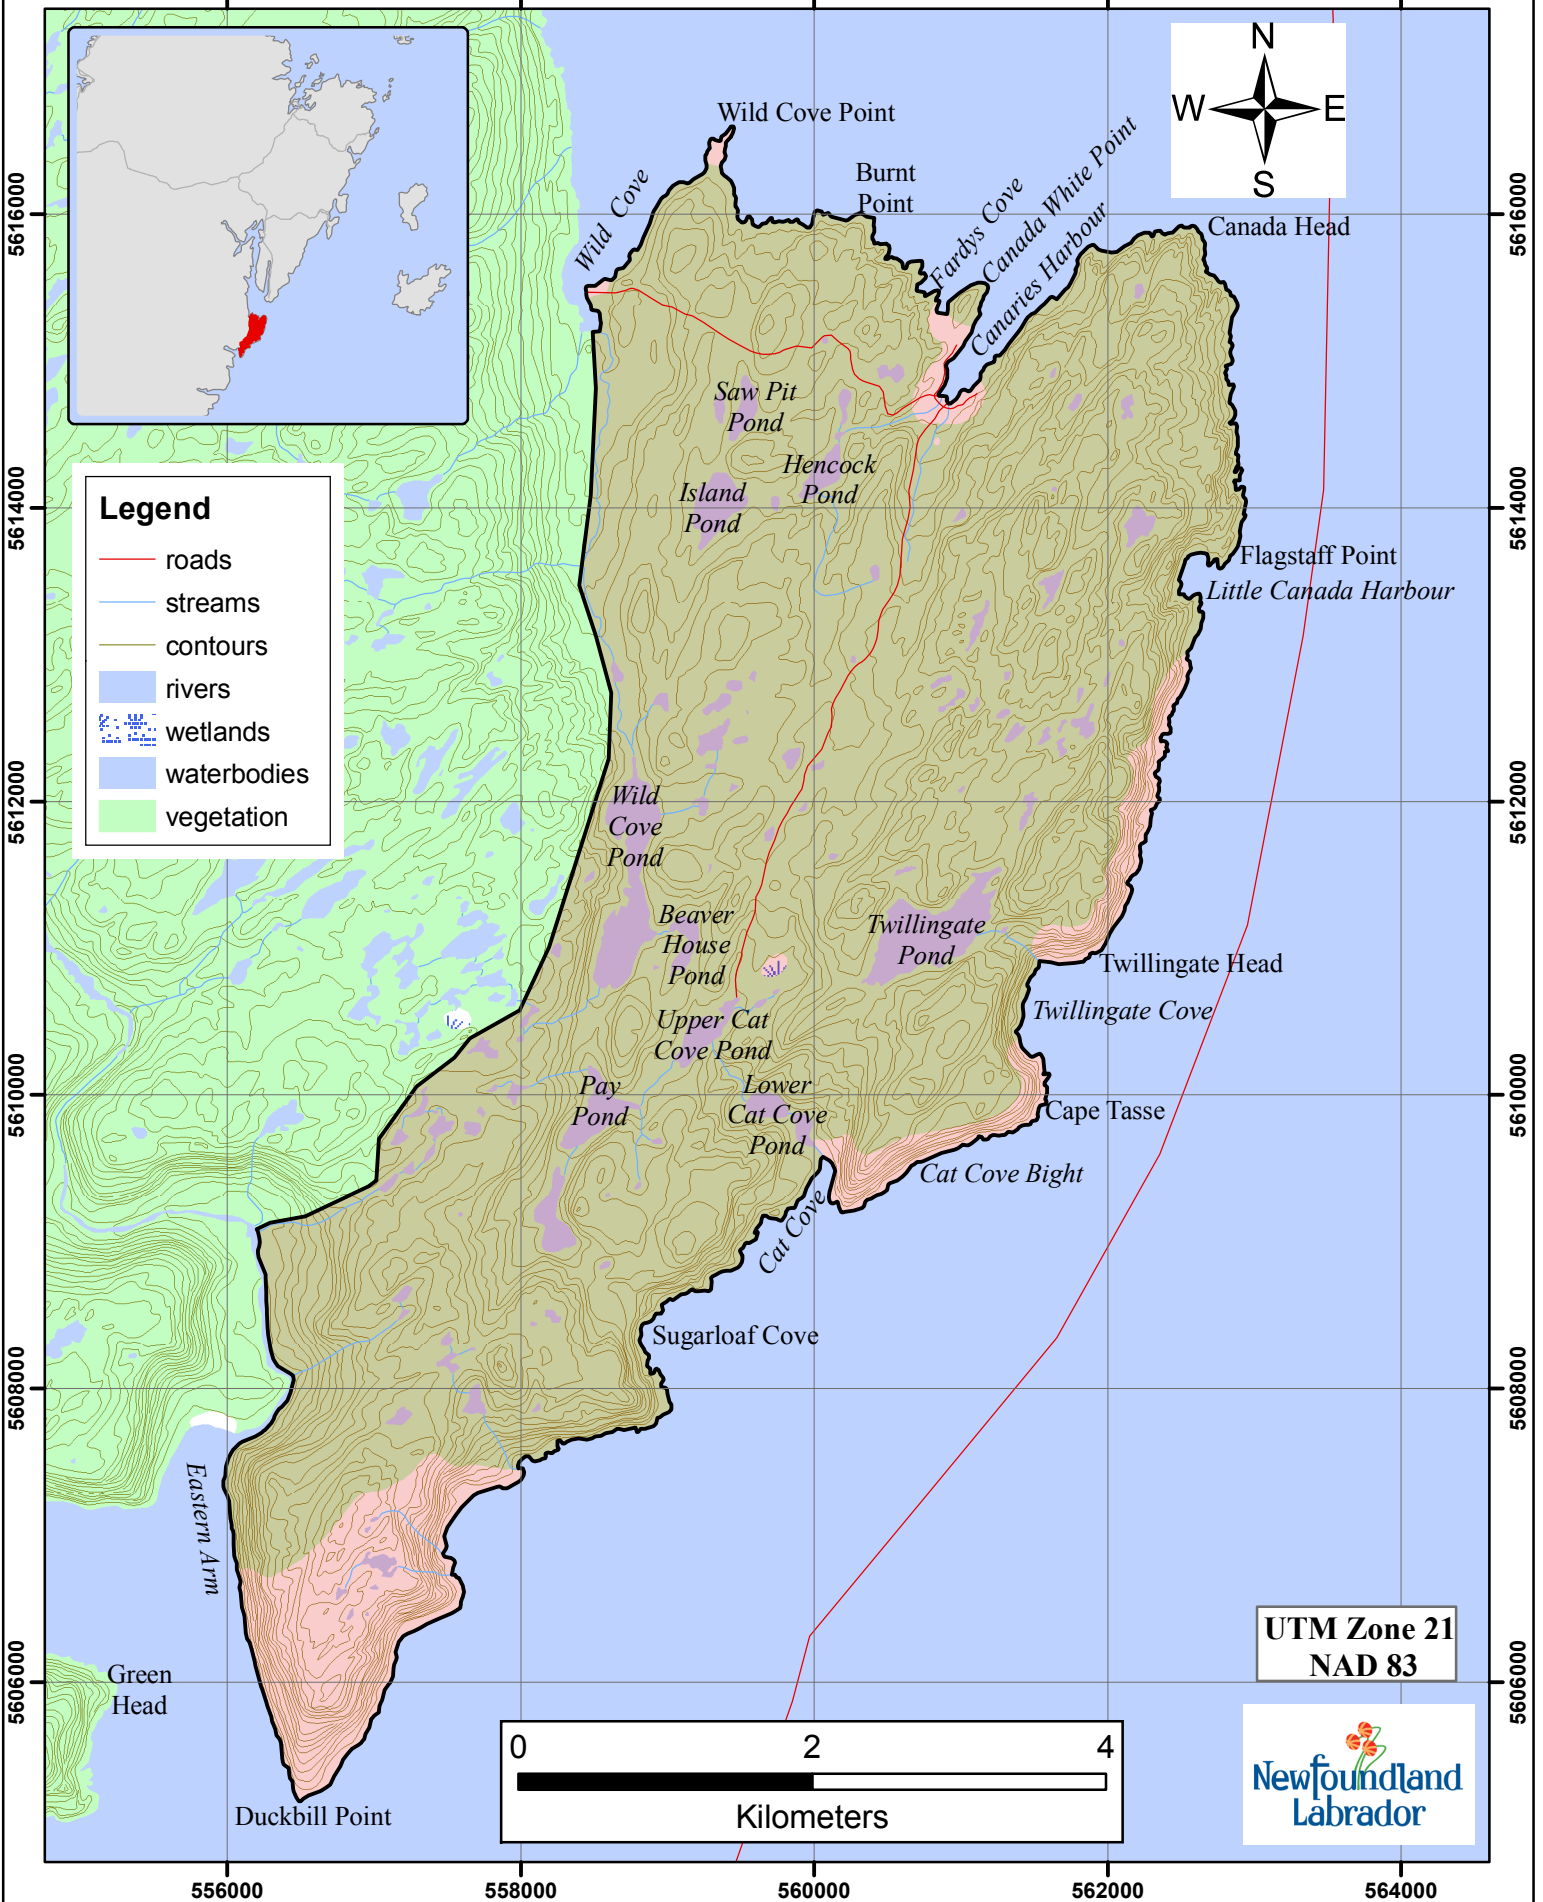 N
W E
S
Wild Cove Point
Burnt
Point
Wild Cove
Fardys Cove
Canada White Point
Canaries Harbour
Canada Head
Saw Pit
Pond
Hencock
Pond
Island
Pond
Flagstaff Point
Little Canada Harbour
Legend
roads
streams
contours
rivers
wetlands
waterbodies
vegetation
Wild
Cove
Pond
Beaver
House
Pond
Twillingate
Pond
Twillingate Head
Twillingate Cove
Upper Cat
Cove Pond
Pay
Pond
Lower
Cat Cove
Pond
Cape Tasse
Cat Cove Bight
Cat Cove
Sugarloaf Cove
Eastern Arm
Green
Head
Duckbill Point
0 2 4
Kilometers
UTM Zone 21
NAD 83
Newfoundland
Labrador
5616000
5614000
5612000
5610000
5608000
5606000
5616000
5614000
5612000
5610000
5608000
5606000
556000 558000 560000 562000 564000